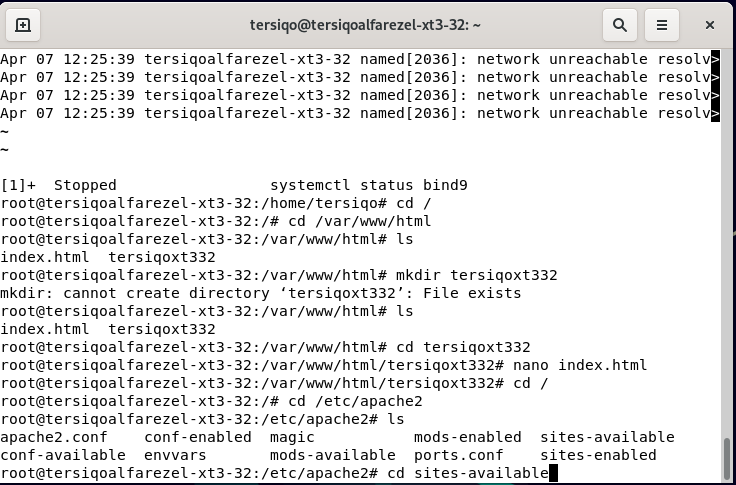 tersiqo@tersiqoalfarezel-xt3-32: ~
Apr 07 12:25:39 tersiqoalfarezel-xt3-32 named[2036]: network unreachable resolv>
Apr 07 12:25:39 tersiqoalfarezel-xt3-32 named[2036]: network unreachable resolv>
Apr 07 12:25:39 tersiqoalfarezel-xt3-32 named[2036]: network unreachable resolv>
Apr 07 12:25:39 tersiqoalfarezel-xt3-32 named[2036]: network unreachable resolv>
~
~
[1]+  Stopped                 systemctl status bind9
root@tersiqoalfarezel-xt3-32:/home/tersiqo# cd /
root@tersiqoalfarezel-xt3-32:/# cd /var/www/html
root@tersiqoalfarezel-xt3-32:/var/www/html# ls
index.html  tersiqoxt332
root@tersiqoalfarezel-xt3-32:/var/www/html# mkdir tersiqoxt332
mkdir: cannot create directory ‘tersiqoxt332’: File exists
root@tersiqoalfarezel-xt3-32:/var/www/html# ls
index.html  tersiqoxt332
root@tersiqoalfarezel-xt3-32:/var/www/html# cd tersiqoxt332
root@tersiqoalfarezel-xt3-32:/var/www/html/tersiqoxt332# nano index.html
root@tersiqoalfarezel-xt3-32:/var/www/html/tersiqoxt332# cd /
root@tersiqoalfarezel-xt3-32:/# cd /etc/apache2
root@tersiqoalfarezel-xt3-32:/etc/apache2# ls
apache2.conf    conf-enabled  magic           mods-enabled  sites-available
conf-available  envvars       mods-available  ports.conf    sites-enabled
root@tersiqoalfarezel-xt3-32:/etc/apache2# cd sites-available